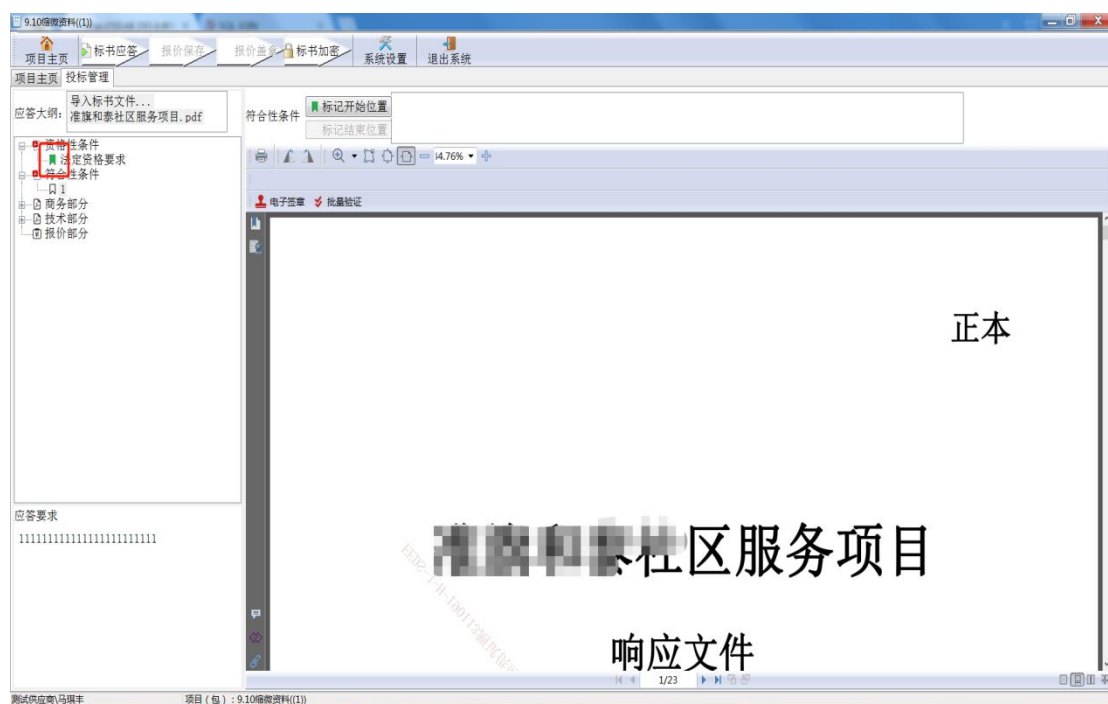 9.10缩微资料((1))
项目主页 标书应答 报价保存 报价盖章 标书加密 系统设置 退出系统
项目主页 投标管理
应答大纲:
导入标书文件...
准旗和泰社区服务项目.pdf
符合性条件
标记开始位置
标记结束位置
资格性条件
法定资格要求
符合性条件
1
商务部分
技术部分
报价部分
14.76%
电子签章 批量验证
正本
社区服务项目
响应文件
应答要求
11111111111111111111111
1/23
测试供应商\马琪丰 项目(包):9.10缩微资料((1))